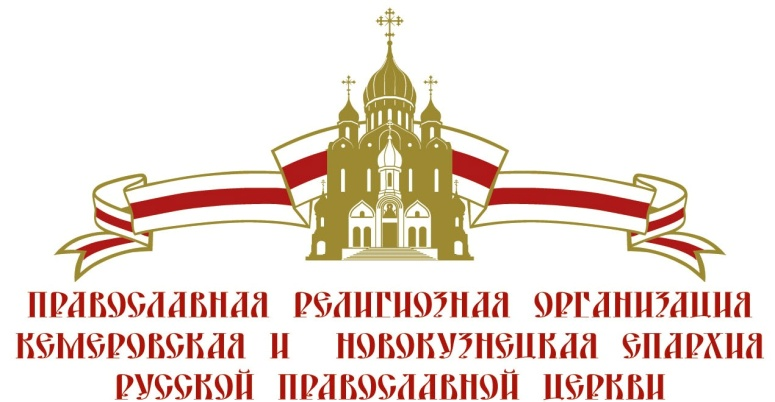 ПРАВОСЛАВНАЯ РЕЛИГИОЗНАЯ ОРГАНИЗАЦИЯ
КЕМЕРОВСКАЯ И НОВОКУЗНЕЦКАЯ ЕПАРХИЯ
РУССКОЙ ПРАВОСЛАВНОЙ ЦЕРКВИ